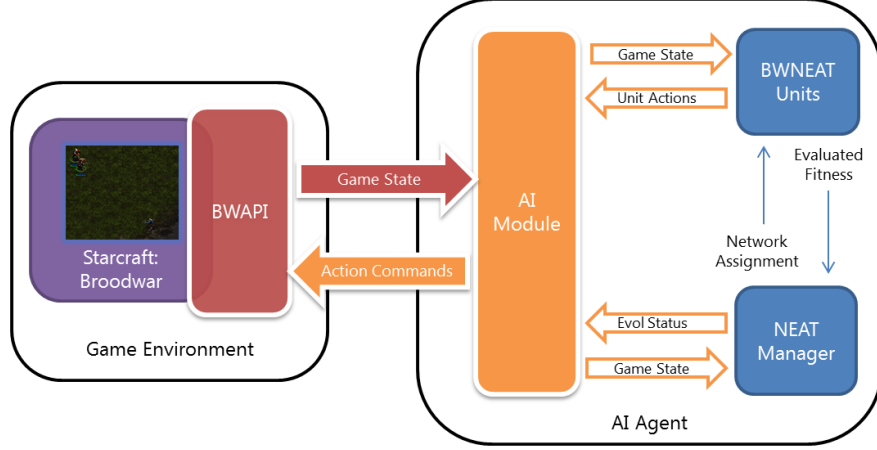 Starcraft:
Broodwar
BWAPI
Game Environment
Game State
Action Commands
AI
Module
Game State
Unit Actions
BWNEAT
Units
Evaluated
Fitness
Network
Assignment
Evol Status
Game State
NEAT
Manager
AI Agent